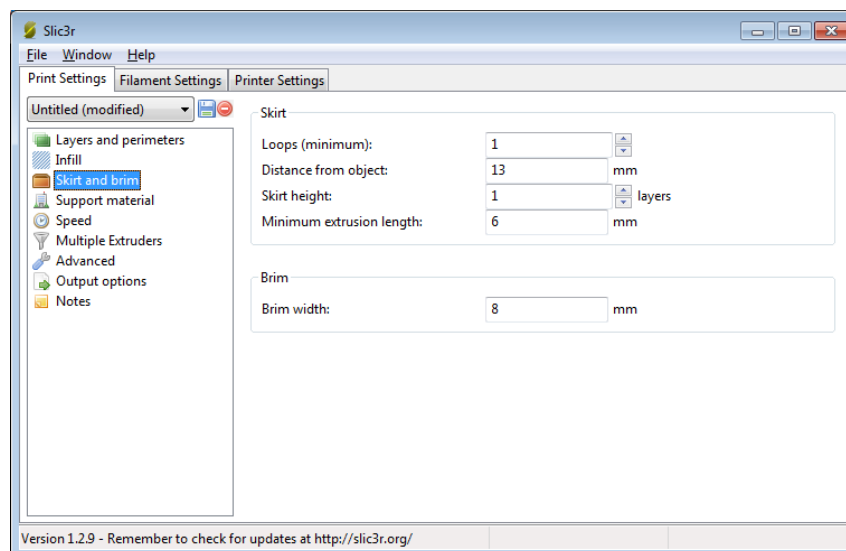 Slic3r
File Window Help
Print Settings Filament Settings Printer Settings
Untitled (modified)
Layers and perimeters
Infill
Skirt and brim
Support material
Speed
Multiple Extruders
Advanced
Output options
Notes
Skirt
Loops (minimum): 1
Distance from object: 13 mm
Skirt height: 1 layers
Minimum extrusion length: 6 mm
Brim
Brim width: 8 mm
Version 1.2.9 - Remember to check for updates at http://slic3r.org/